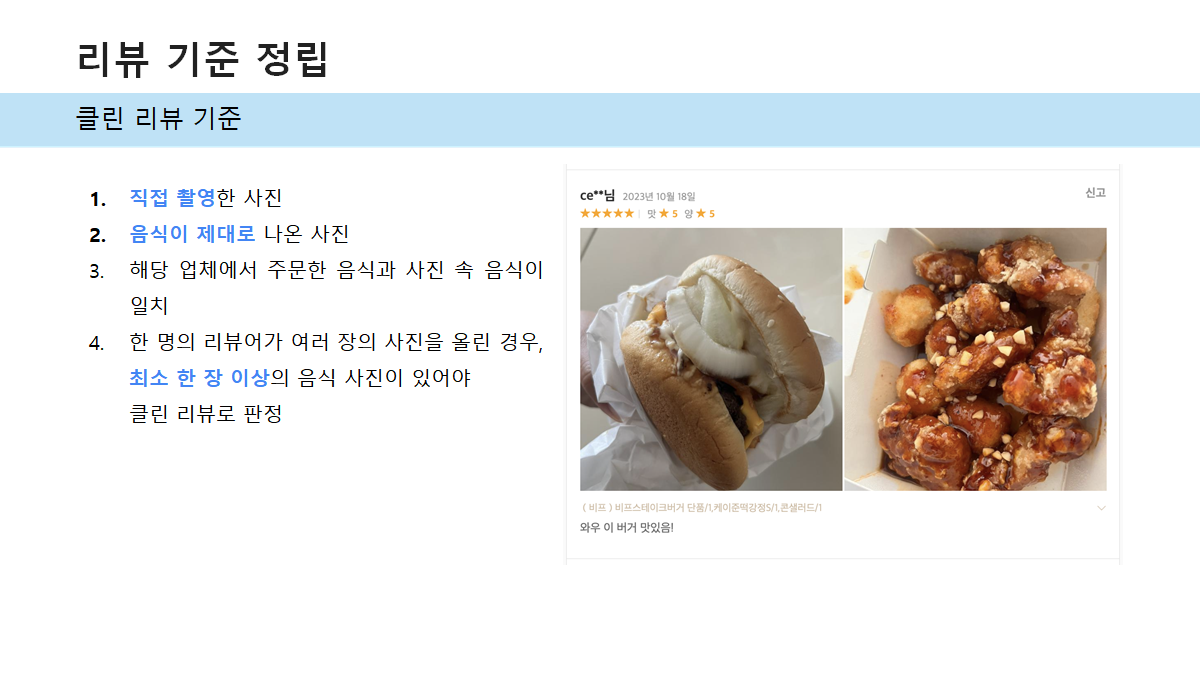 리뷰 기준 정립
클린 리뷰 기준
1. 직접 촬영한 사진
2. 음식이 제대로 나온 사진
3. 해당 업체에서 주문한 음식과 사진 속 음식이
일치
4. 한 명의 리뷰어가 여러 장의 사진을 올린 경우,
최소 한 장 이상의 음식 사진이 있어야
클린 리뷰로 판정
ce**님 2023년 10월 18일 신고
★★★★★ 맛 ★ 5 양 ★ 5
( 비프 ) 비프스테이크버거 단품/1,케이준떡강정S/1,콘샐러드/1
와우 이 버거 맛있음!